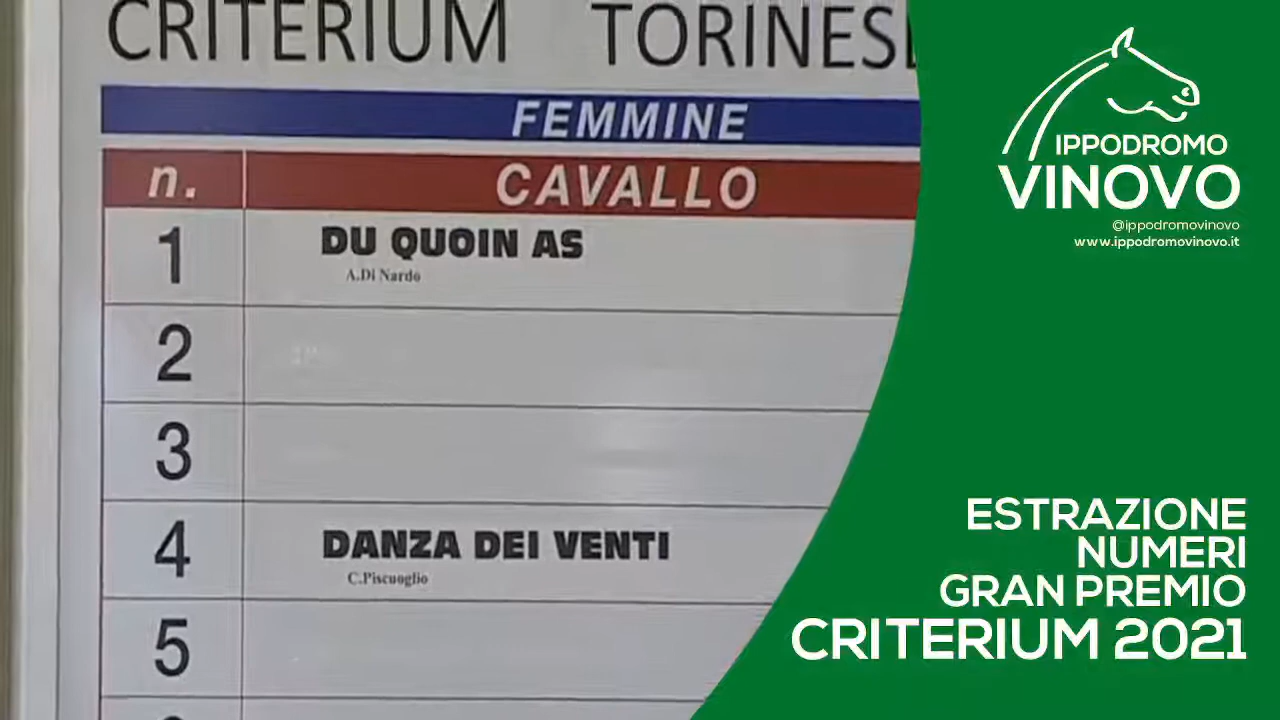 CRITERIUM TORINES
FEMMINE
n. CAVALLO
1 DU QUOIN AS
A.Di Nardo
2
3
4 DANZA DEI VENTI
C.Piscuoglio
5
IPPODROMO
VINOVO
@ippodromovinovo
www.ippodromovinovo.it
ESTRAZIONE
NUMERI
GRAN PREMIO
CRITERIUM 2021